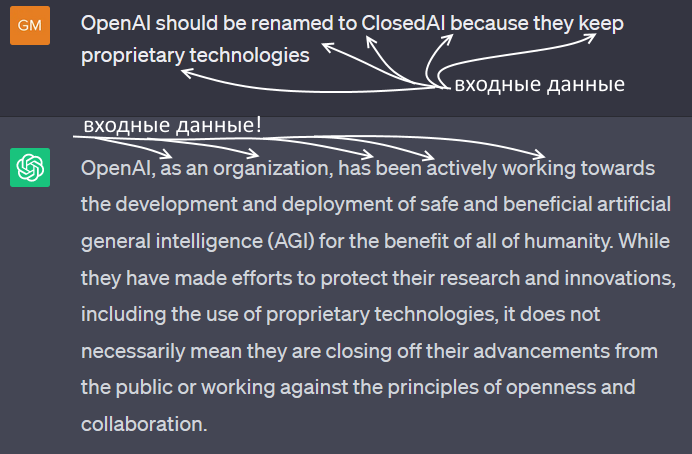 GM
OpenAI should be renamed to ClosedAI because they keep
proprietary technologies
входные данные
входные данные!
OpenAI, as an organization, has been actively working towards
the development and deployment of safe and beneficial artificial
general intelligence (AGI) for the benefit of all of humanity. While
they have made efforts to protect their research and innovations,
including the use of proprietary technologies, it does not
necessarily mean they are closing off their advancements from
the public or working against the principles of openness and
collaboration.